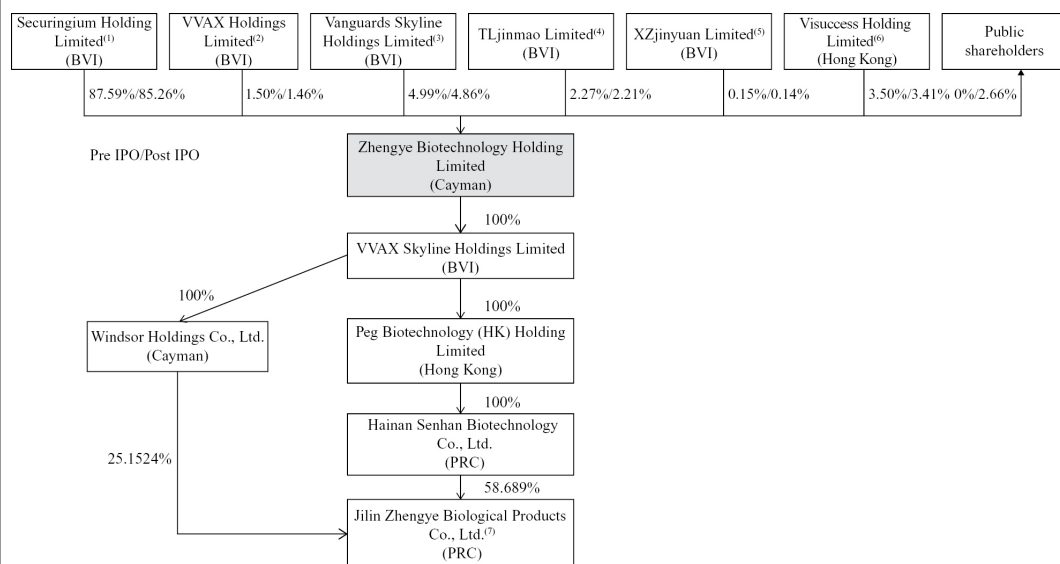 Securingium Holding
Limited(1)
(BVI)
VVAX Holdings
Limited(2)
(BVI)
Vanguards Skyline
Holdings Limited(3)
(BVI)
TLjinmao Limited(4)
(BVI)
XZjinyuan Limited(5)
(BVI)
Visuccess Holding
Limited(6)
(Hong Kong)
Public
shareholders
87.59%/85.26%
1.50%/1.46%
4.99%/4.86%
2.27%/2.21%
0.15%/0.14%
3.50%/3.41%
0%/2.66%
Pre IPO/Post IPO
Zhengye Biotechnology Holding
Limited
(Cayman)
100%
VVAX Skyline Holdings Limited
(BVI)
100%
100%
Windsor Holdings Co., Ltd.
(Cayman)
Peg Biotechnology (HK) Holding
Limited
(Hong Kong)
100%
Hainan Senhan Biotechnology
Co., Ltd.
(PRC)
25.1524%
58.689%
Jilin Zhengye Biological Products
Co., Ltd.(7)
(PRC)